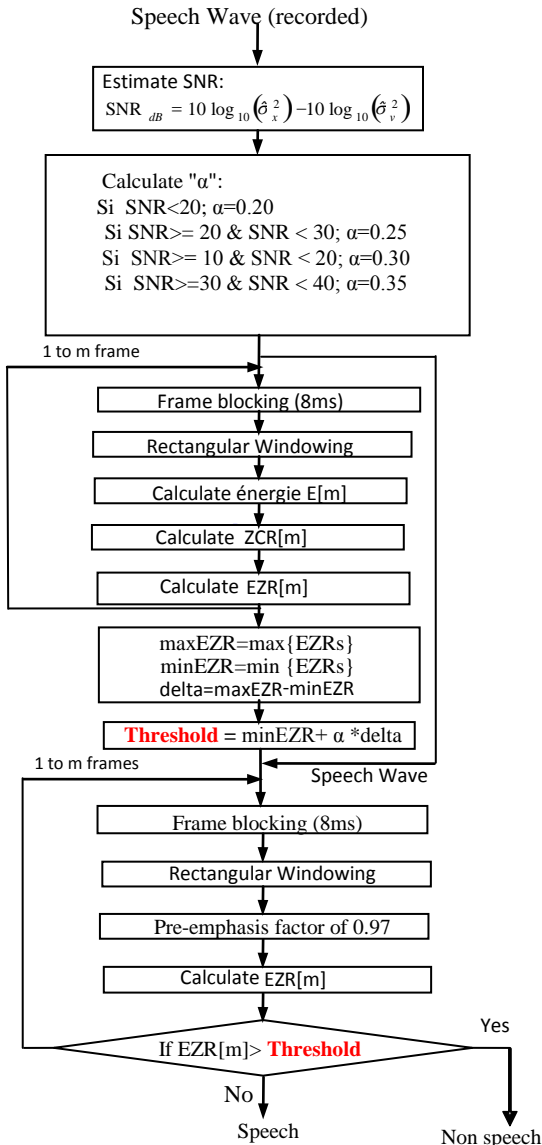 Speech Wave (recorded)
Estimate SNR:
SNR dB = 10 log10(σ̂x²) −10 log10(σ̂v²)
Calculate "α":
Si SNR<20; α=0.20
Si SNR>= 20 & SNR < 30; α=0.25
Si SNR>= 10 & SNR < 20; α=0.30
Si SNR>=30 & SNR < 40; α=0.35
1 to m frame
Frame blocking (8ms)
Rectangular Windowing
Calculate énergie E[m]
Calculate ZCR[m]
Calculate EZR[m]
maxEZR=max{EZRs}
minEZR=min {EZRs}
delta=maxEZR-minEZR
Threshold = minEZR+ α *delta
1 to m frames
Speech Wave
Frame blocking (8ms)
Rectangular Windowing
Pre-emphasis factor of 0.97
Calculate EZR[m]
If EZR[m]> Threshold
Yes
No
Speech
Non speech